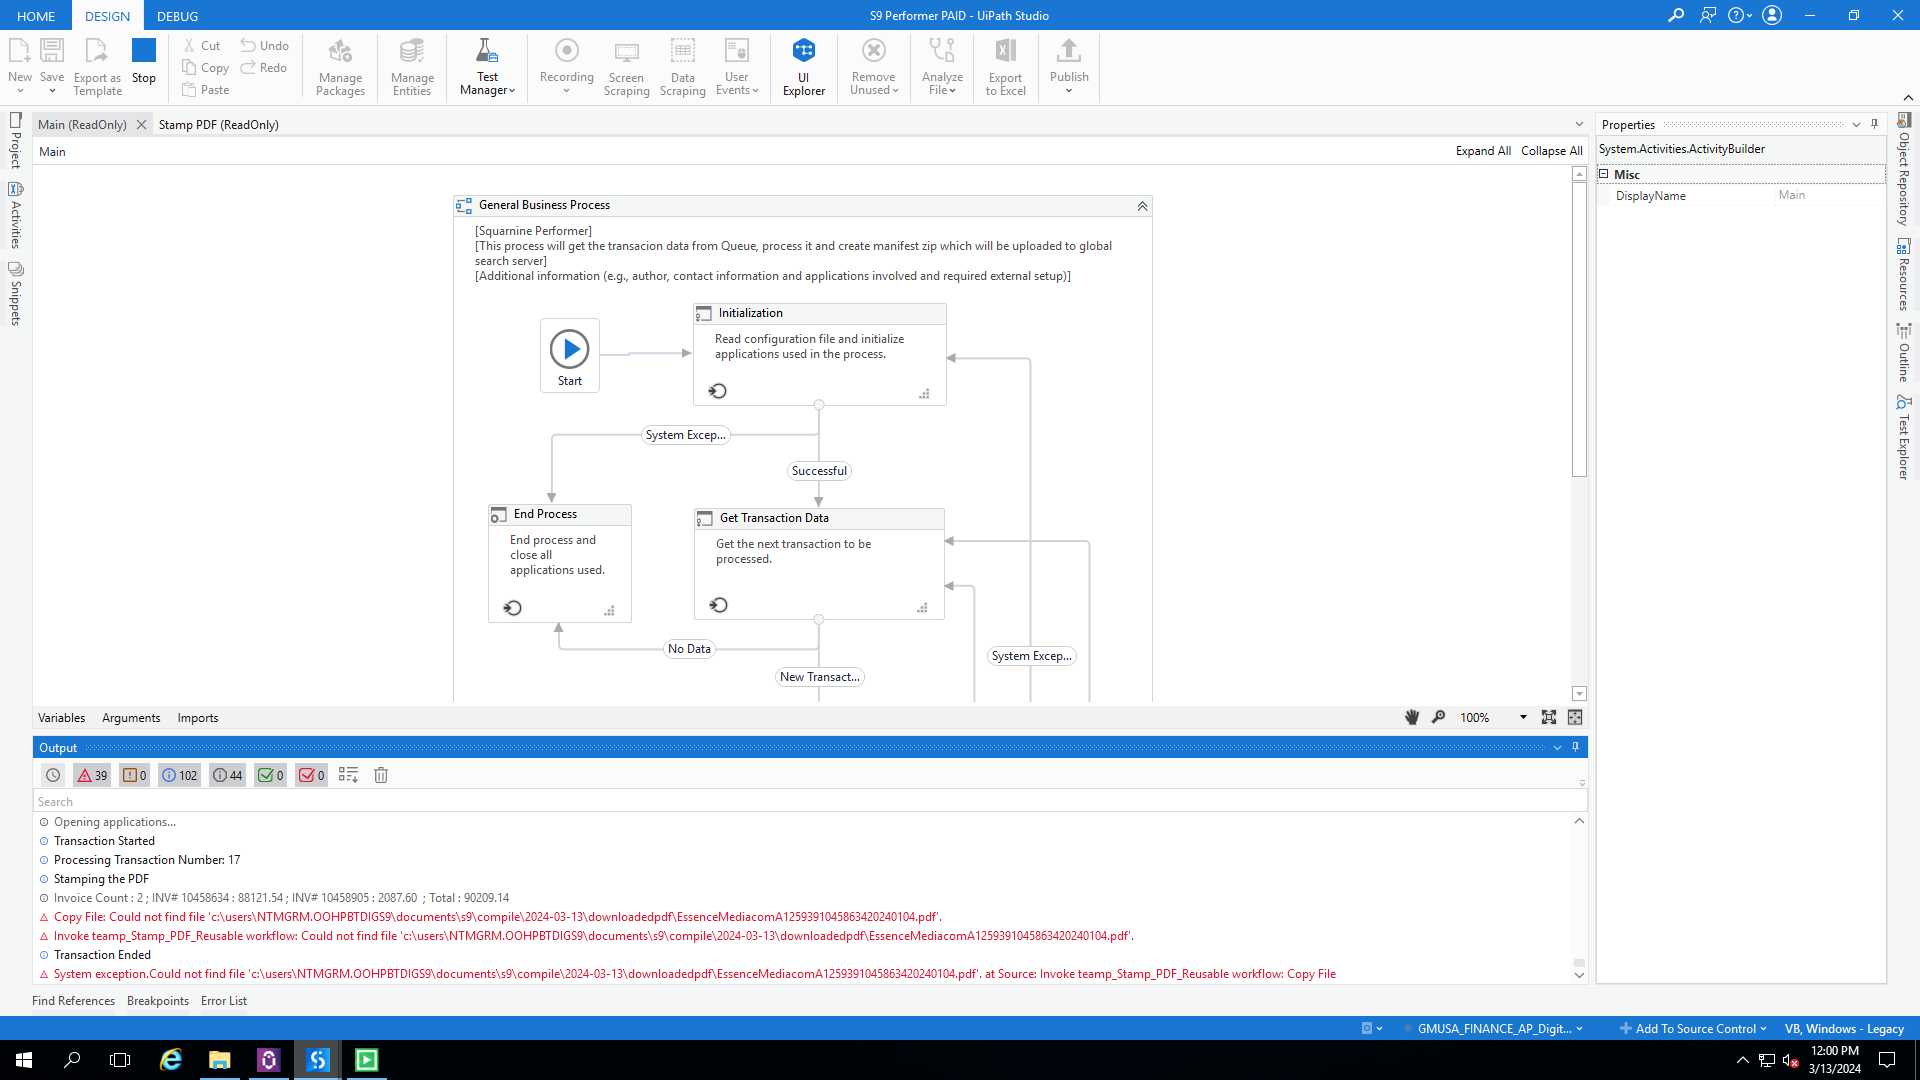 HOME DESIGN DEBUG S9 Performer PAID - UiPath Studio
New Save Export as Template Stop
Cut Undo
Copy Redo
Paste
Manage Packages
Manage Entities
Test Manager
Recording
Screen Scraping
Data Scraping
User Events
UI Explorer
Remove Unused
Analyze File
Export to Excel
Publish
Project
Activities
Snippets
Main (ReadOnly) Stamp PDF (ReadOnly)
Main Expand All Collapse All
General Business Process
[Squarnine Performer]
[This process will get the transacion data from Queue, process it and create manifest zip which will be uploaded to global
search server]
[Additional information (e.g., author, contact information and applications involved and required external setup)]
Start
Initialization
Read configuration file and initialize
applications used in the process.
System Excep...
Successful
End Process
End process and
close all
applications used.
Get Transaction Data
Get the next transaction to be
processed.
No Data
New Transact...
System Excep...
Variables Arguments Imports 100%
Output
39 0 102 44 0 0
Search
Opening applications...
Transaction Started
Processing Transaction Number: 17
Stamping the PDF
Invoice Count : 2 ; INV# 10458634 : 88121.54 ; INV# 10458905 : 2087.60 ; Total : 90209.14
Copy File: Could not find file 'c:\users\NTMGRM.OOHPBTDIGS9\documents\s9\compile\2024-03-13\downloadedpdf\EssenceMediacomA1259391045863420240104.pdf'.
Invoke teamp_Stamp_PDF_Reusable workflow: Could not find file 'c:\users\NTMGRM.OOHPBTDIGS9\documents\s9\compile\2024-03-13\downloadedpdf\EssenceMediacomA1259391045863420240104.pdf'.
Transaction Ended
System exception.Could not find file 'c:\users\NTMGRM.OOHPBTDIGS9\documents\s9\compile\2024-03-13\downloadedpdf\EssenceMediacomA1259391045863420240104.pdf'. at Source: Invoke teamp_Stamp_PDF_Reusable workflow: Copy File
Find References Breakpoints Error List
Properties
System.Activities.ActivityBuilder
Misc
DisplayName Main
Object Repository
Resources
Outline
Test Explorer
GMUSA_FINANCE_AP_Digit... Add To Source Control VB, Windows - Legacy
12:00 PM
3/13/2024